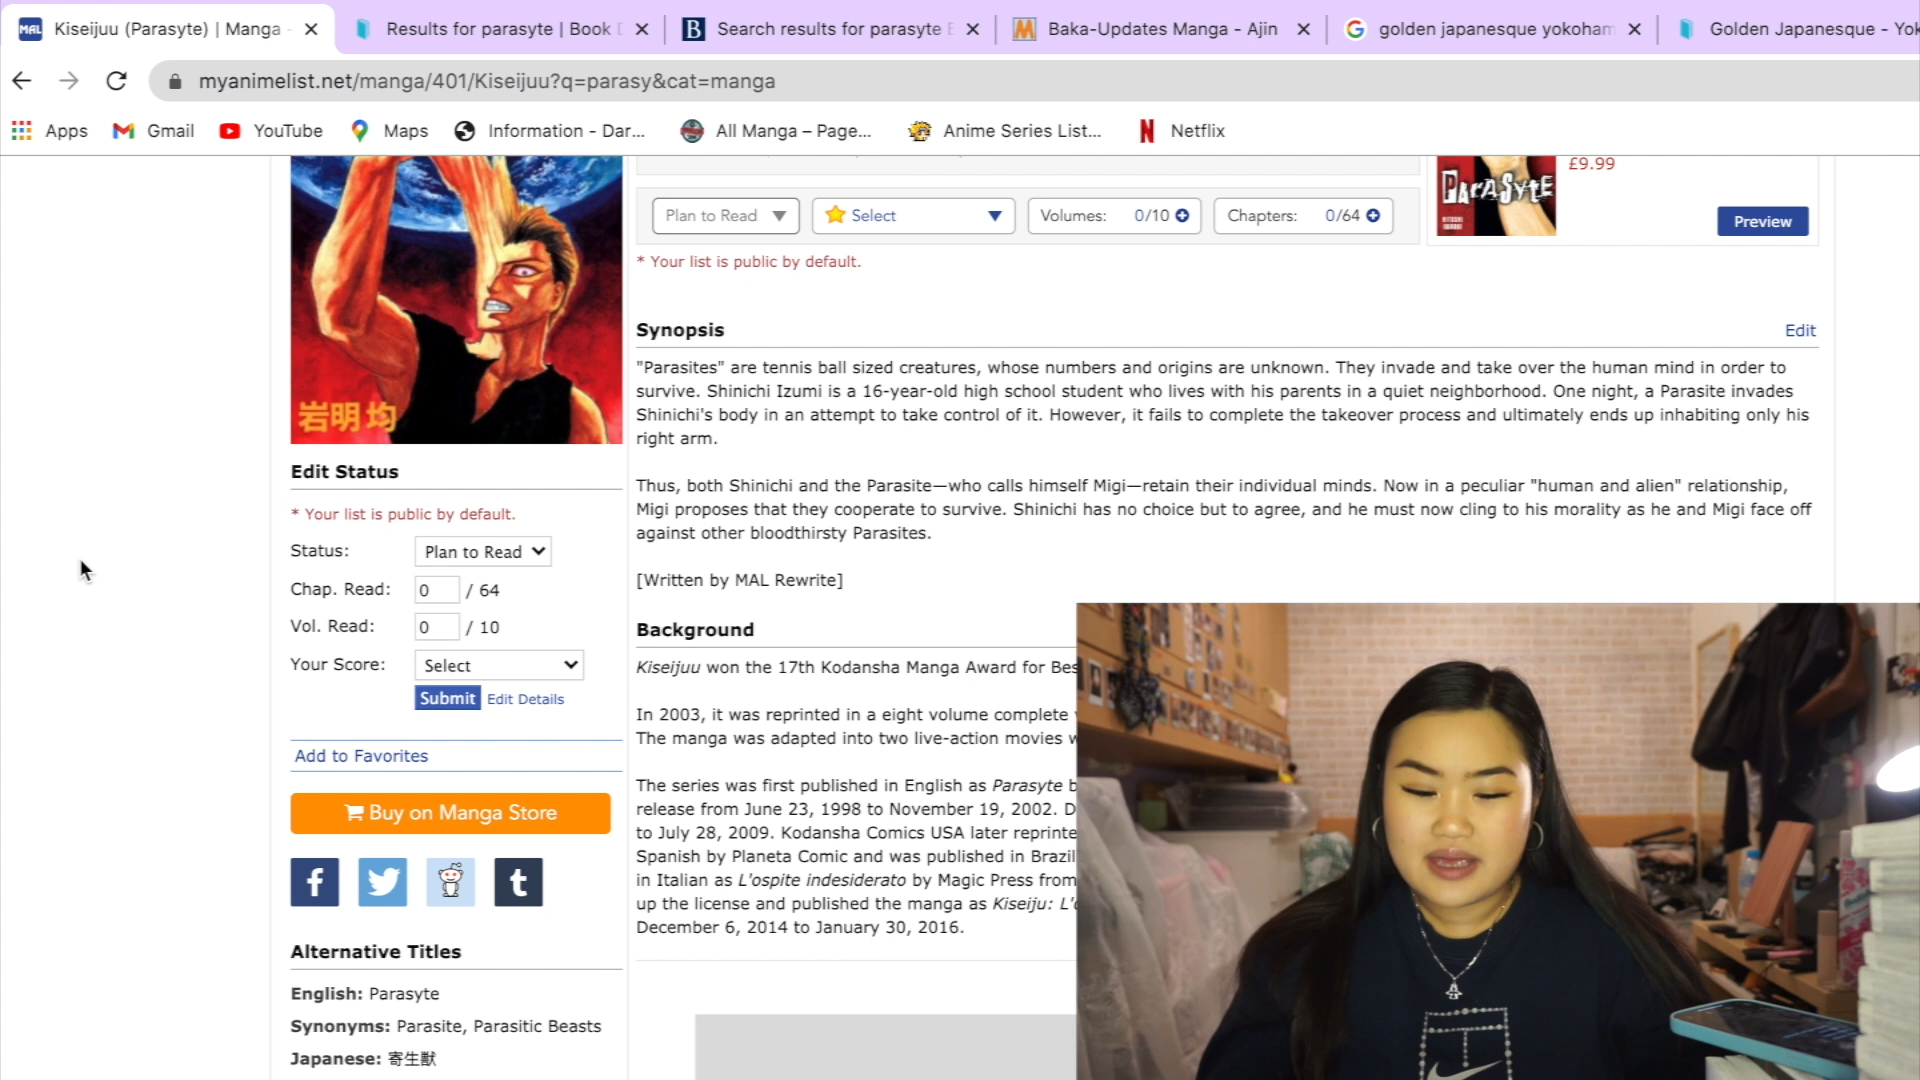 MAL Kiseijuu (Parasyte) | Manga -
Results for parasyte | Book
B Search results for parasyte
Baka-Updates Manga - Ajin
golden japanesque yokoham
Golden Japanesque - Yok
myanimelist.net/manga/401/Kiseijuu?q=parasy&cat=manga
Apps
Gmail
YouTube
Maps
Information - Dar...
All Manga – Page...
Anime Series List...
Netflix
岩明 均
Plan to Read
Select
Volumes: 0/10
Chapters: 0/64
PARASYTE
£9.99
Preview
* Your list is public by default.
Synopsis
Edit
"Parasites" are tennis ball sized creatures, whose numbers and origins are unknown. They invade and take over the human mind in order to
survive. Shinichi Izumi is a 16-year-old high school student who lives with his parents in a quiet neighborhood. One night, a Parasite invades
Shinichi's body in an attempt to take control of it. However, it fails to complete the takeover process and ultimately ends up inhabiting only his
right arm.
Thus, both Shinichi and the Parasite—who calls himself Migi—retain their individual minds. Now in a peculiar "human and alien" relationship,
Migi proposes that they cooperate to survive. Shinichi has no choice but to agree, and he must now cling to his morality as he and Migi face off
against other bloodthirsty Parasites.
[Written by MAL Rewrite]
Background
Kiseijuu won the 17th Kodansha Manga Award for Bes
In 2003, it was reprinted in a eight volume complete
The manga was adapted into two live-action movies
The series was first published in English as Parasyte b
release from June 23, 1998 to November 19, 2002. D
to July 28, 2009. Kodansha Comics USA later reprinte
Spanish by Planeta Comic and was published in Brazil
in Italian as L'ospite indesiderato by Magic Press from
up the license and published the manga as Kiseiju: L'o
December 6, 2014 to January 30, 2016.
Edit Status
* Your list is public by default.
Status: Plan to Read
Chap. Read: 0 / 64
Vol. Read: 0 / 10
Your Score: Select
Submit Edit Details
Add to Favorites
Buy on Manga Store
f
t
Alternative Titles
English: Parasyte
Synonyms: Parasite, Parasitic Beasts
Japanese: 寄生獣